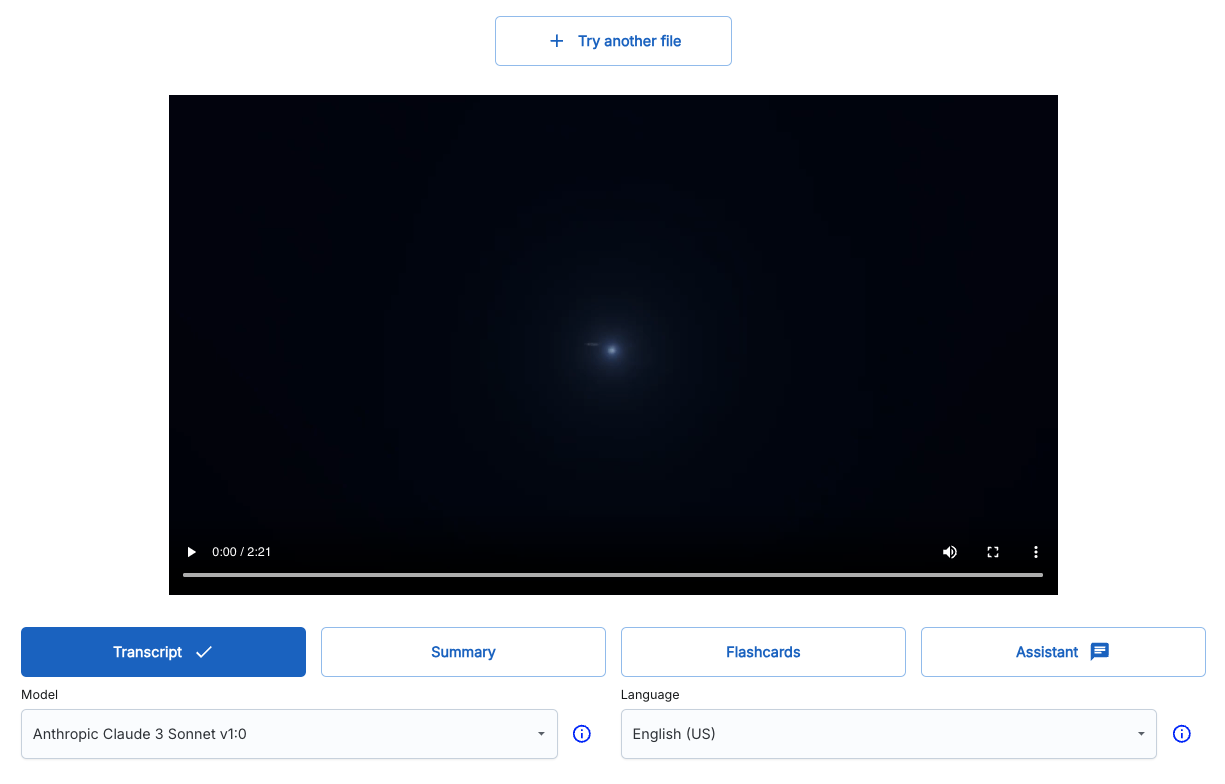 Try another file
0:00 / 2:21
Transcript
Summary
Flashcards
Assistant
Model
Language
Anthropic Claude 3 Sonnet v1:0
English (US)